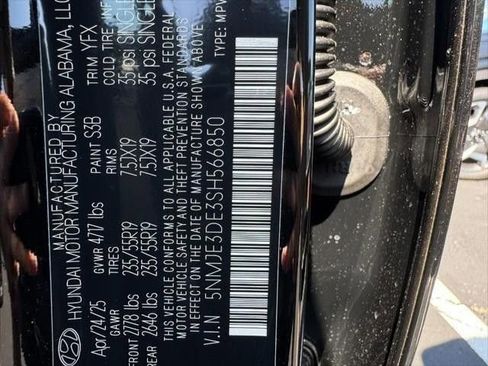 MANUFACTURED BY
HYUNDAI MOTOR MANUFACTURING ALABAMA, LLC
Apr/24/25 GVWR 4717 lbs PAINT S3B TRIM YFX
GAWR TIRES RIMS COLD TIRE INF
FRONT 2778 lbs 235/55R19 7.5JX19 35 psi SINGLE
REAR 2646 lbs 235/55R19 7.5JX19 35 psi SINGLE
THIS VEHICLE CONFORMS TO ALL APPLICABLE U.S.A. FEDERAL
MOTOR VEHICLE SAFETY AND THEFT PREVENTION STANDARDS
IN EFFECT ON THE DATE OF MANUFACTURE SHOWN ABOVE.
V.I.N 5NMJE3DE3SH566850 TYPE MPV